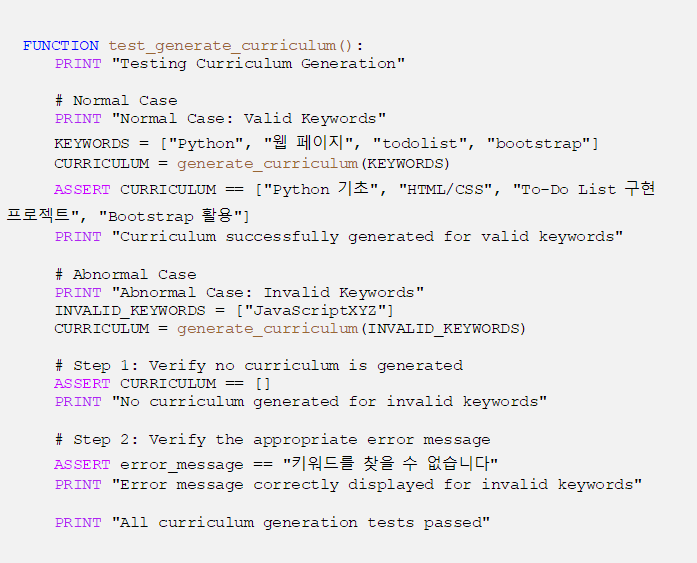 FUNCTION test_generate_curriculum():
PRINT "Testing Curriculum Generation"
# Normal Case
PRINT "Normal Case: Valid Keywords"
KEYWORDS = ["Python", "웹 페이지", "todolist", "bootstrap"]
CURRICULUM = generate_curriculum(KEYWORDS)
ASSERT CURRICULUM == ["Python 기초", "HTML/CSS", "To-Do List 구현
프로젝트", "Bootstrap 활용"]
PRINT "Curriculum successfully generated for valid keywords"
# Abnormal Case
PRINT "Abnormal Case: Invalid Keywords"
INVALID_KEYWORDS = ["JavaScriptXYZ"]
CURRICULUM = generate_curriculum(INVALID_KEYWORDS)
# Step 1: Verify no curriculum is generated
ASSERT CURRICULUM == []
PRINT "No curriculum generated for invalid keywords"
# Step 2: Verify the appropriate error message
ASSERT error_message == "키워드를 찾을 수 없습니다"
PRINT "Error message correctly displayed for invalid keywords"
PRINT "All curriculum generation tests passed"